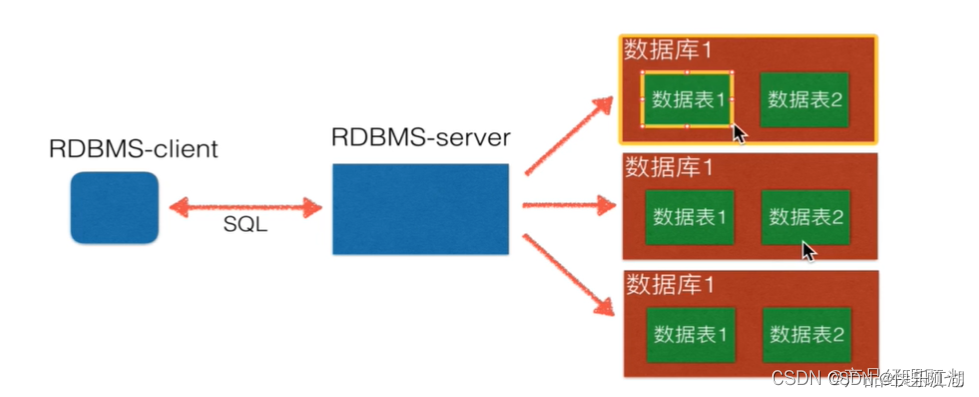 RDBMS-client
SQL
RDBMS-server
数据库1
数据表1 数据表2
数据库1
数据表1 数据表2
数据库1
数据表1 数据表2
CSDN